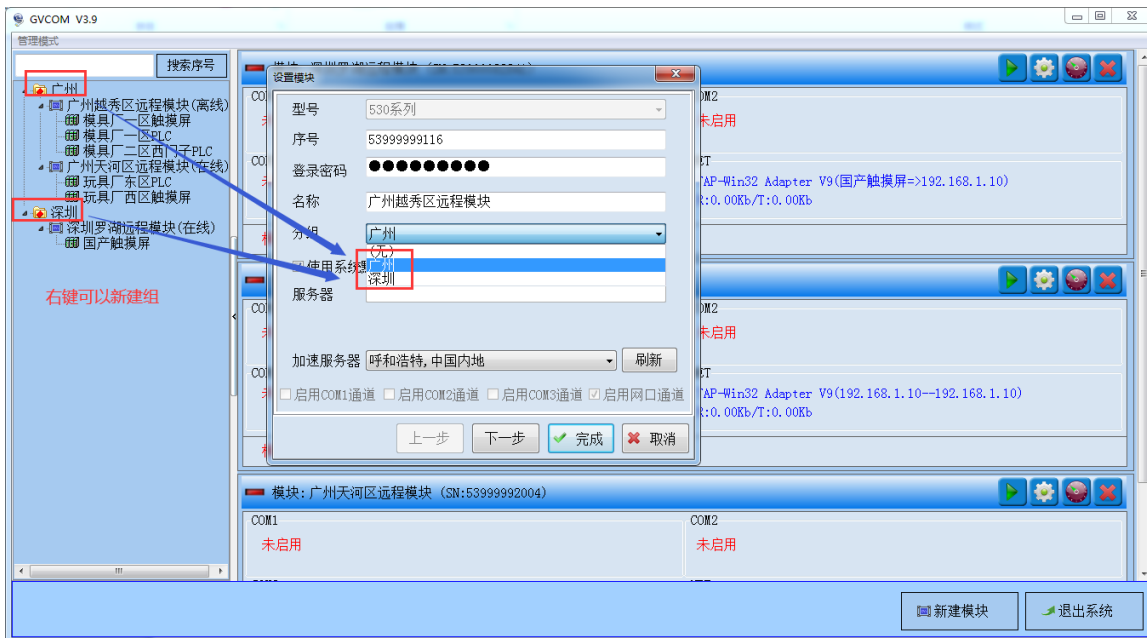 GVCOM V3.9
管理模式
搜索序号
广州
广州越秀区远程模块(离线)
模具厂一区触摸屏
模具厂一区PLC
模具厂二区西门子PLC
广州天河区远程模块(在线)
玩具厂东区PLC
玩具厂西区触摸屏
深圳
深圳罗湖远程模块(在线)
国产触摸屏
右键可以新建组
设置模块
型号
530系列
序号
53999999116
登录密码
●●●●●●●●●
名称
广州越秀区远程模块
分组
广州
(无)
广州
深圳
使用系统默
服务器
加速服务器
呼和浩特,中国内地
刷新
启用COM1通道
启用COM2通道
启用COM3通道
启用网口通道
上一步
下一步
完成
取消
未启用
TAP-Win32 Adapter V9(国产触摸屏=>192.168.1.10)
R:0.00Kb/T:0.00Kb
未启用
TAP-Win32 Adapter V9(192.168.1.10--192.168.1.10)
R:0.00Kb/T:0.00Kb
模块:广州天河区远程模块 (SN:53999992004)
COM1
未启用
COM2
未启用
新建模块
退出系统